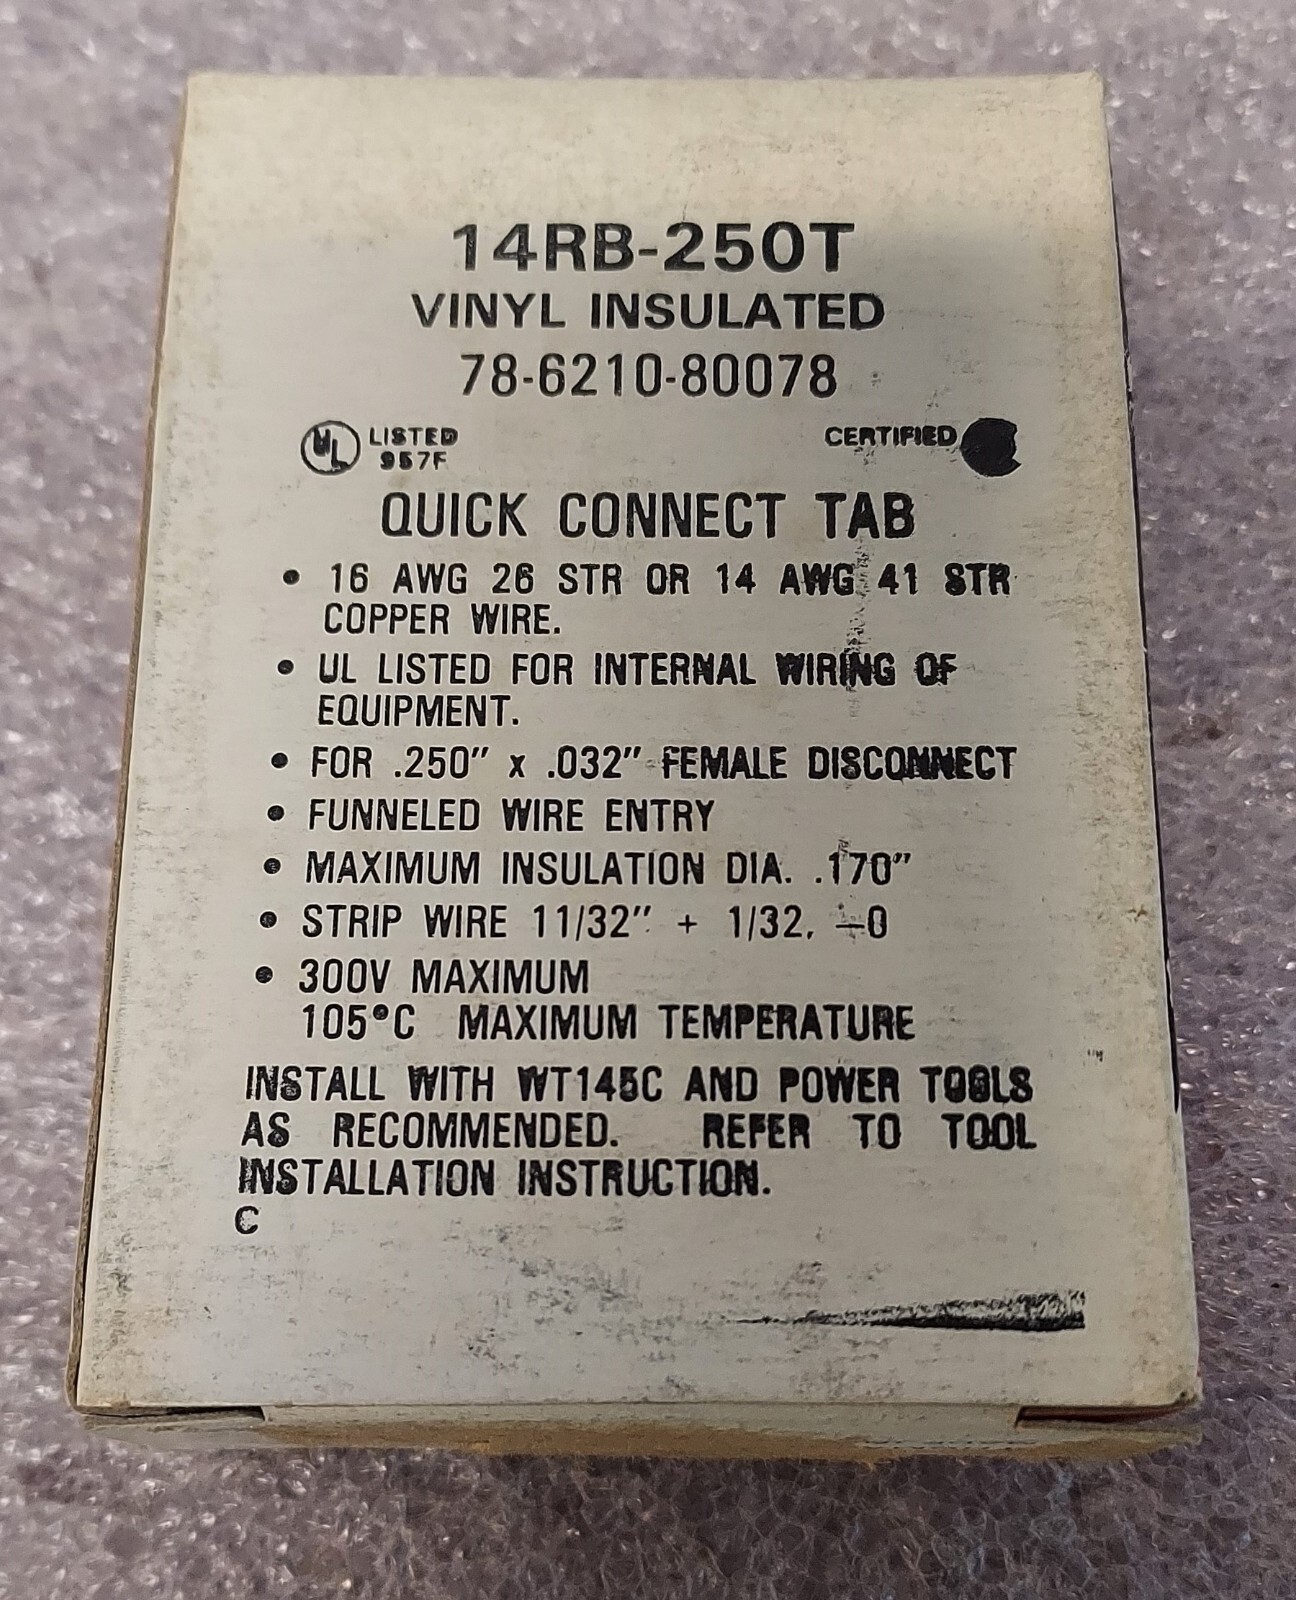 14RB-250T
VINYL INSULATED
78-6210-80078
UL LISTED CERTIFIED
957F
QUICK CONNECT TAB
• 16 AWG 26 STR OR 14 AWG 41 STR
COPPER WIRE.
• UL LISTED FOR INTERNAL WIRING OF
EQUIPMENT.
• FOR .250" x .032" FEMALE DISCONNECT
• FUNNELED WIRE ENTRY
• MAXIMUM INSULATION DIA. .170"
• STRIP WIRE 11/32" + 1/32, -0
• 300V MAXIMUM
105°C MAXIMUM TEMPERATURE
INSTALL WITH WT145C AND POWER TOOLS
AS RECOMMENDED. REFER TO TOOL
INSTALLATION INSTRUCTION.
C